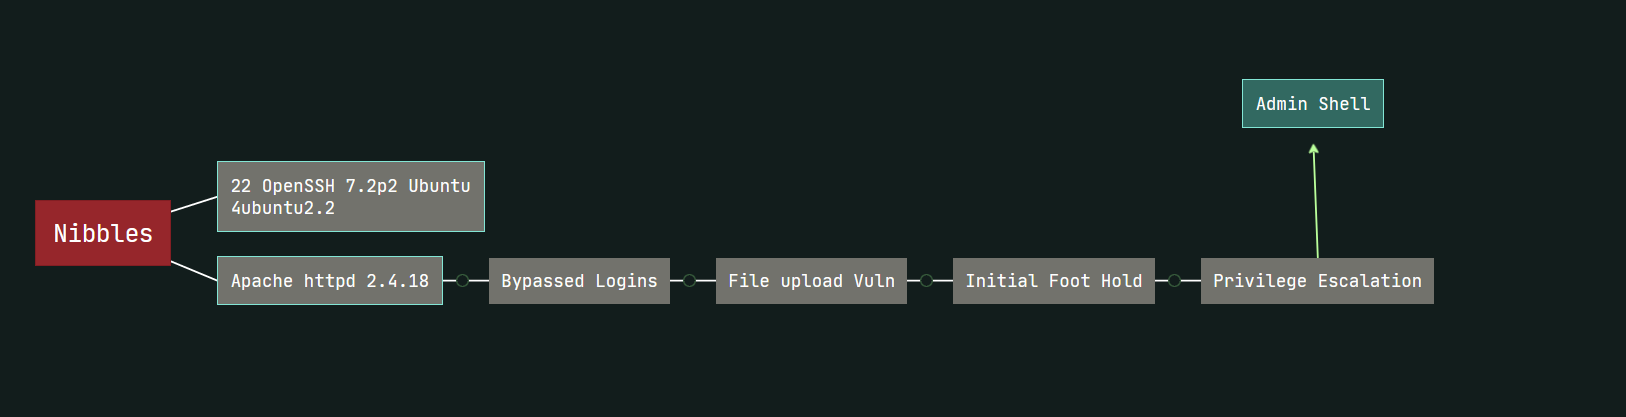 Admin Shell
22 OpenSSH 7.2p2 Ubuntu
4ubuntu2.2
Nibbles
Apache httpd 2.4.18
Bypassed Logins
File upload Vuln
Initial Foot Hold
Privilege Escalation